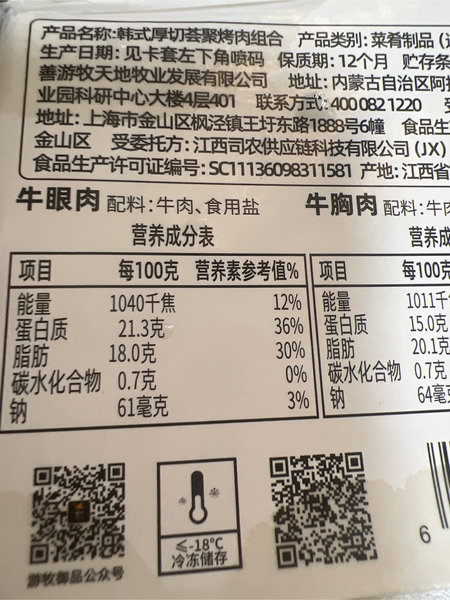 产品名称:韩式厚切荟聚烤肉组合 产品类别:菜肴制品
生产日期:见卡套左下角喷码 保质期:12个月 贮存条
善游牧天地牧业发展有限公司 地址:内蒙古自治区阿
业园科研中心大楼4层401 联系方式:4000821220 受
地址:上海市金山区枫泾镇王圩东路1888号6幢 食品生
金山区 受委托方:江西司农供应链科技有限公司(JX)
食品生产许可证编号:SC11136098311581 产地:江西省
牛眼肉 配料:牛肉、食用盐
营养成分表
项目 每100克 营养素参考值%
能量 1040千焦 12%
蛋白质 21.3克 36%
脂肪 18.0克 30%
碳水化合物 0.7克 0%
钠 61毫克 3%
牛胸肉 配料:牛
营养成
项目 每100克
能量 1011千
蛋白质 15.0克
脂肪 20.1克
碳水化合物 0.7克
钠 64毫
≤-18℃
冷冻储存
游牧御品公众号
6